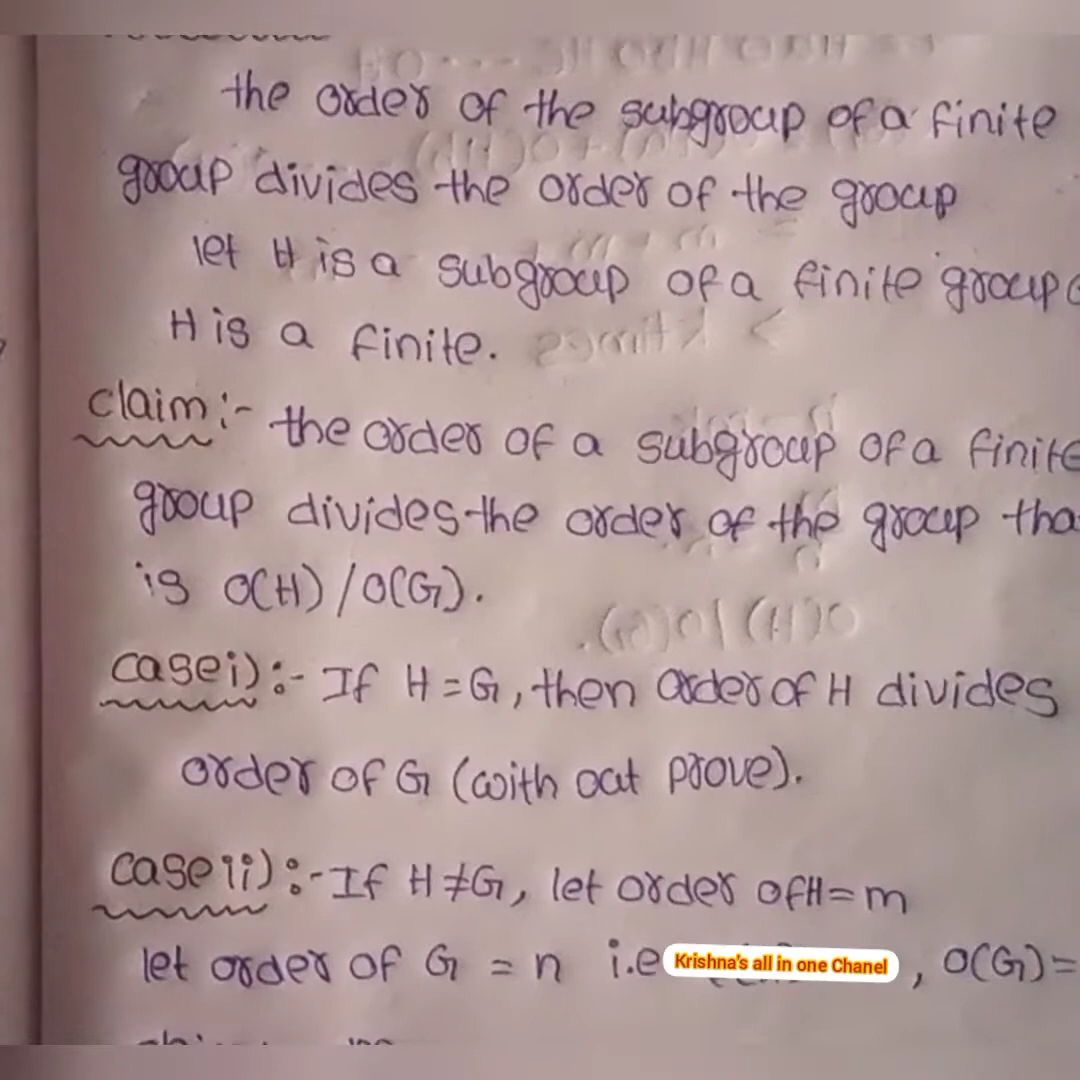 the order of the subgroup of a finite
group divides the order of the group
let H is a subgroup of a finite group G
H is a finite.
claim:- the order of a subgroup of a finite
group divides the order of the group tha
is O(H)/O(G).
case i):- If H=G, then order of H divides
order of G (with out prove).
case ii):- If H≠G, let order of H=m
let order of G = n i.e Krishna's all in one Chanel , O(G)=